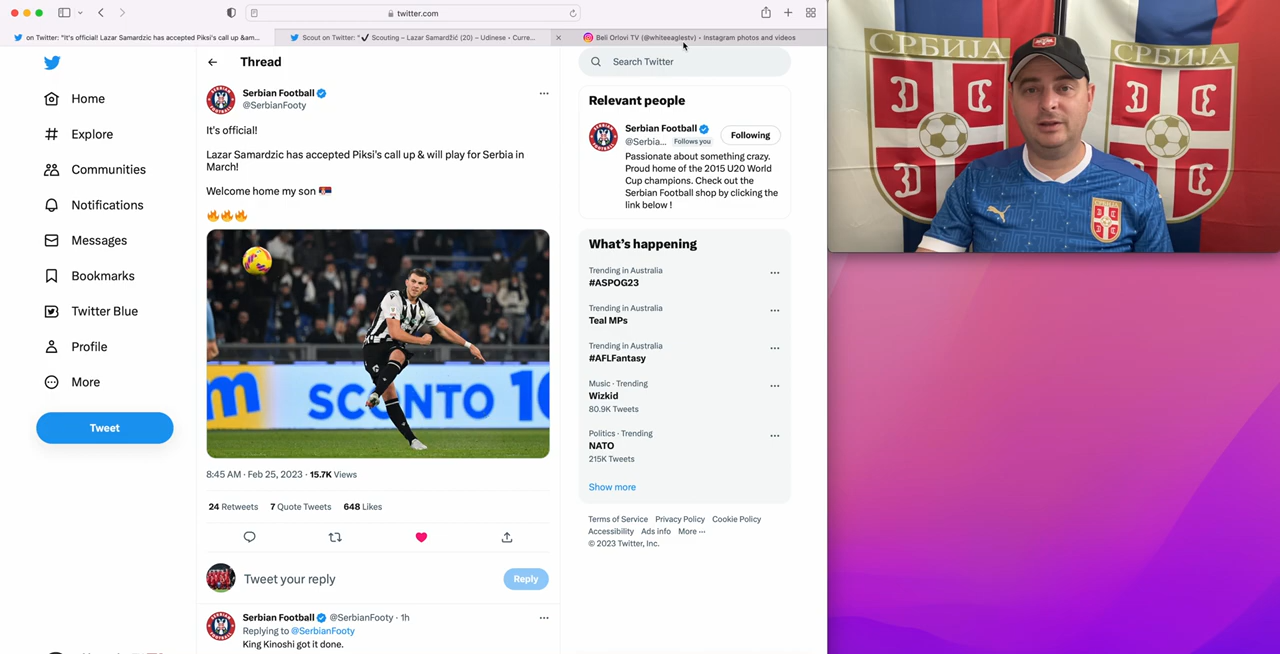 twitter.com
on Twitter: "It's official! Lazar Samardzic has accepted Piksi's call up &am...
Scout on Twitter: "✔ Scouting – Lazar Samardžić (20) – Udinese - Curre...
Beli Orlovi TV (@whiteeaglestv) • Instagram photos and videos
Home
Explore
Communities
Notifications
Messages
Bookmarks
Twitter Blue
Profile
More
Tweet
Thread
Serbian Football
@SerbianFooty
It's official!
Lazar Samardzic has accepted Piksi's call up & will play for Serbia in
March!
Welcome home my son 🇷🇸
🔥🔥🔥
SCONTO 10
8:45 AM · Feb 25, 2023 · 15.7K Views
24 Retweets 7 Quote Tweets 648 Likes
Tweet your reply
Reply
Serbian Football @SerbianFooty · 1h
Replying to @SerbianFooty
King Kinoshi got it done.
Search Twitter
Relevant people
Serbian Football
@Serbia... Follows you
Following
Passionate about something crazy.
Proud home of the 2015 U20 World
Cup champions. Check out the
Serbian Football shop by clicking the
link below !
What's happening
Trending in Australia
#ASPOG23
Trending in Australia
Teal MPs
Trending in Australia
#AFLFantasy
Music · Trending
Wizkid
80.9K Tweets
Politics · Trending
NATO
215K Tweets
Show more
Terms of Service Privacy Policy Cookie Policy
Accessibility Ads info More ···
© 2023 Twitter, Inc.
СРБИЈА
СРБИЈА
СРБИЈА